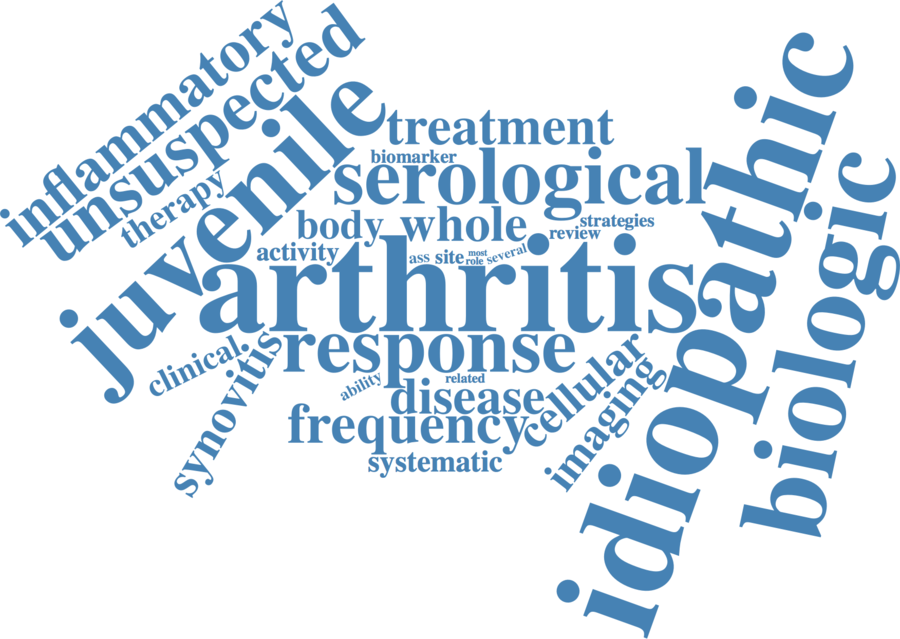 inflammatory
unsuspected
juvenile
therapy
treatment
biomarker
serological
idiopathic
biologic
body whole
strategies
review
activity
ass site most role several
arthritis
clinical
synovitis
response
cellular
imaging
ability
related
disease
frequency
systematic